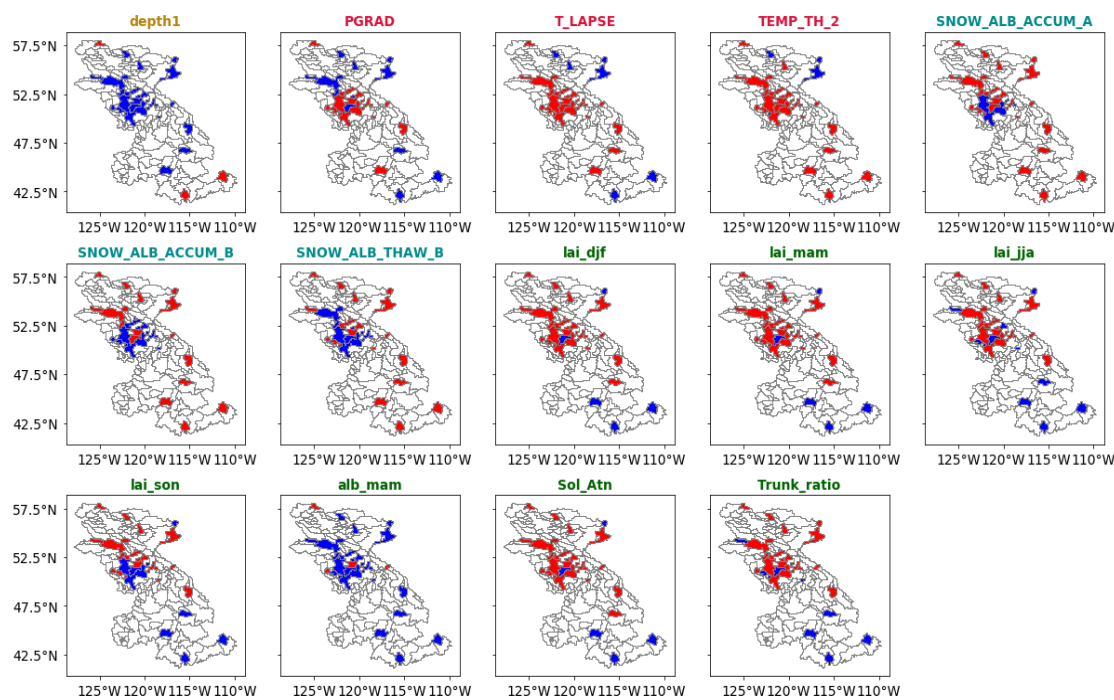 depth1 PGRAD T_LAPSE TEMP_TH_2 SNOW_ALB_ACCUM_A
57.5°N
52.5°N
47.5°N
42.5°N
125°W 120°W 115°W 110°W 125°W 120°W 115°W 110°W 125°W 120°W 115°W 110°W 125°W 120°W 115°W 110°W 125°W 120°W 115°W 110°W
SNOW_ALB_ACCUM_B SNOW_ALB_THAW_B lai_djf lai_mam lai_jja
57.5°N
52.5°N
47.5°N
42.5°N
125°W 120°W 115°W 110°W 125°W 120°W 115°W 110°W 125°W 120°W 115°W 110°W 125°W 120°W 115°W 110°W 125°W 120°W 115°W 110°W
lai_son alb_mam Sol_Atn Trunk_ratio
57.5°N
52.5°N
47.5°N
42.5°N
125°W 120°W 115°W 110°W 125°W 120°W 115°W 110°W 125°W 120°W 115°W 110°W 125°W 120°W 115°W 110°W